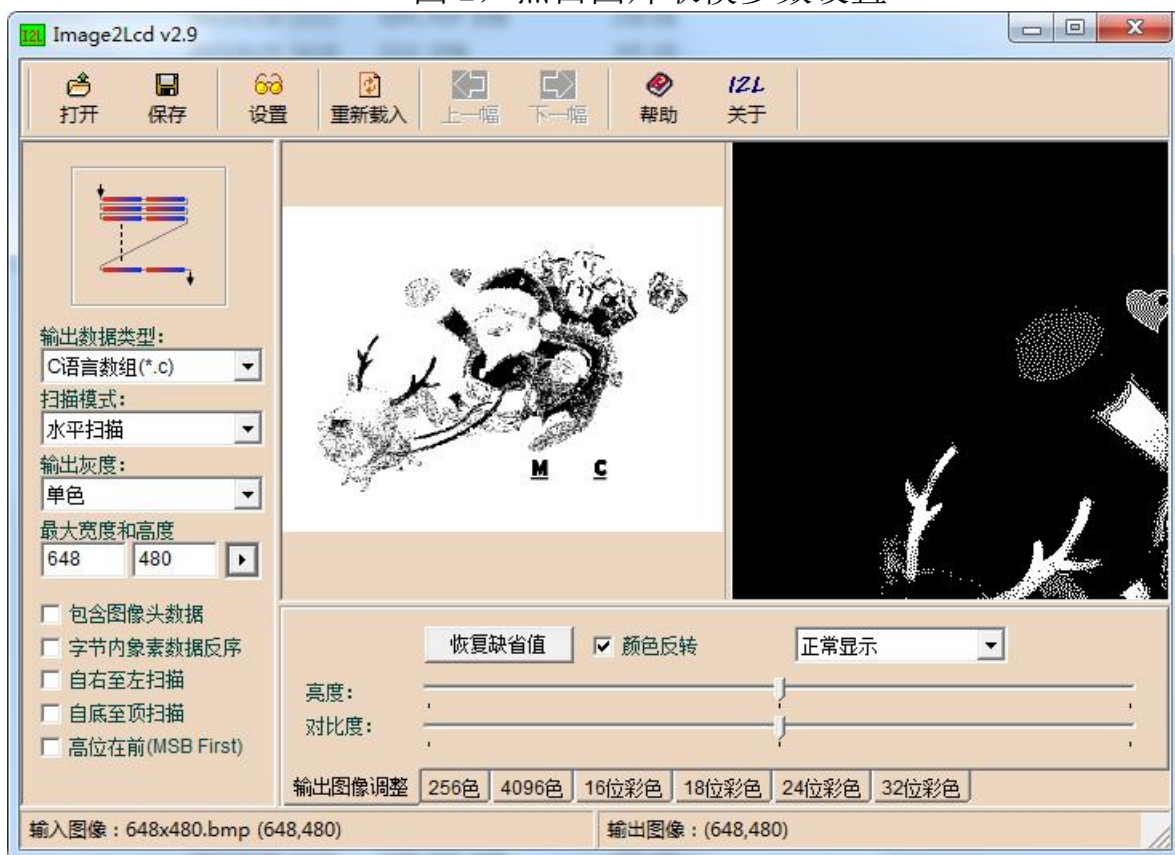 Image2Lcd v2.9
打开 保存 设置 重新载入 上一幅 下一幅 帮助 关于
输出数据类型：
C语言数组(*.c)
扫描模式：
水平扫描
输出灰度：
单色
最大宽度和高度
648 480
包含图像头数据
字节内象素数据反序
自右至左扫描
自底至顶扫描
高位在前(MSB First)
M C
恢复缺省值 颜色反转 正常显示
亮度：
对比度：
输出图像调整 256色 4096色 16位彩色 18位彩色 24位彩色 32位彩色
输入图像：648x480.bmp (648,480) 输出图像：(648,480)